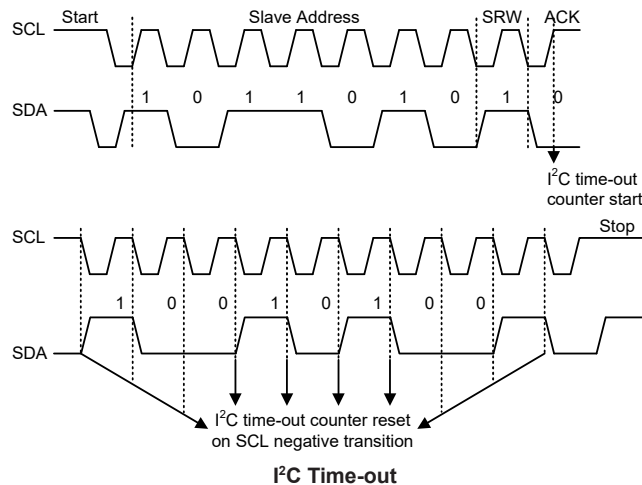 Start Slave Address SRW ACK
SCL
1 0 1 1 0 1 0 1 0
SDA
I²C time-out
counter start
Stop
SCL
1 0 0 1 0 1 0 0
SDA
I²C time-out counter reset
on SCL negative transition
I²C Time-out